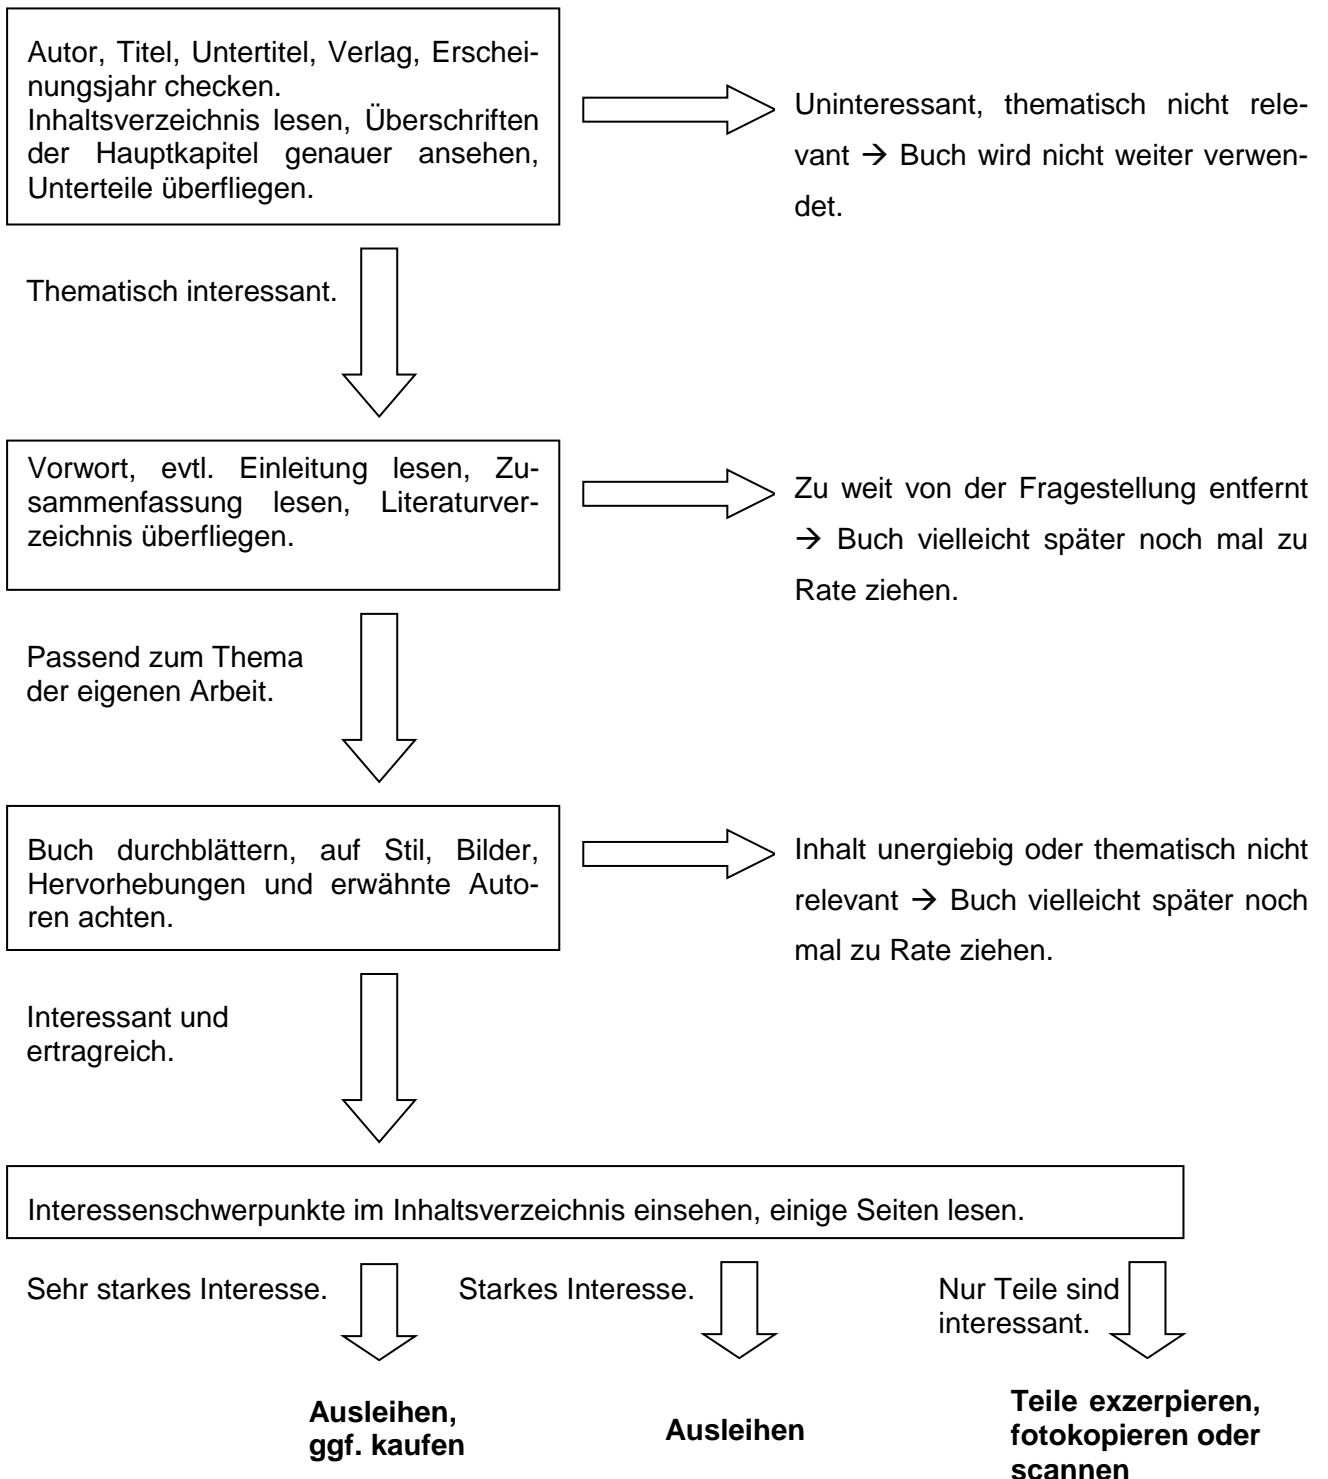 Autor, Titel, Untertitel, Verlag, Erschei-
nungsjahr checken.
Inhaltsverzeichnis lesen, Überschriften
der Hauptkapitel genauer ansehen,
Unterteile überfliegen.
Uninteressant, thematisch nicht rele-
vant → Buch wird nicht weiter verwen-
det.
Thematisch interessant.
Vorwort, evtl. Einleitung lesen, Zu-
sammenfassung lesen, Literaturver-
zeichnis überfliegen.
Zu weit von der Fragestellung entfernt
→ Buch vielleicht später noch mal zu
Rate ziehen.
Passend zum Thema
der eigenen Arbeit.
Buch durchblättern, auf Stil, Bilder,
Hervorhebungen und erwähnte Auto-
ren achten.
Inhalt unergiebig oder thematisch nicht
relevant → Buch vielleicht später noch
mal zu Rate ziehen.
Interessant und
ertragreich.
Interessenschwerpunkte im Inhaltsverzeichnis einsehen, einige Seiten lesen.
Sehr starkes Interesse.
Starkes Interesse.
Nur Teile sind
interessant.
Ausleihen,
ggf. kaufen
Ausleihen
Teile exzerpieren,
fotokopieren oder
scannen